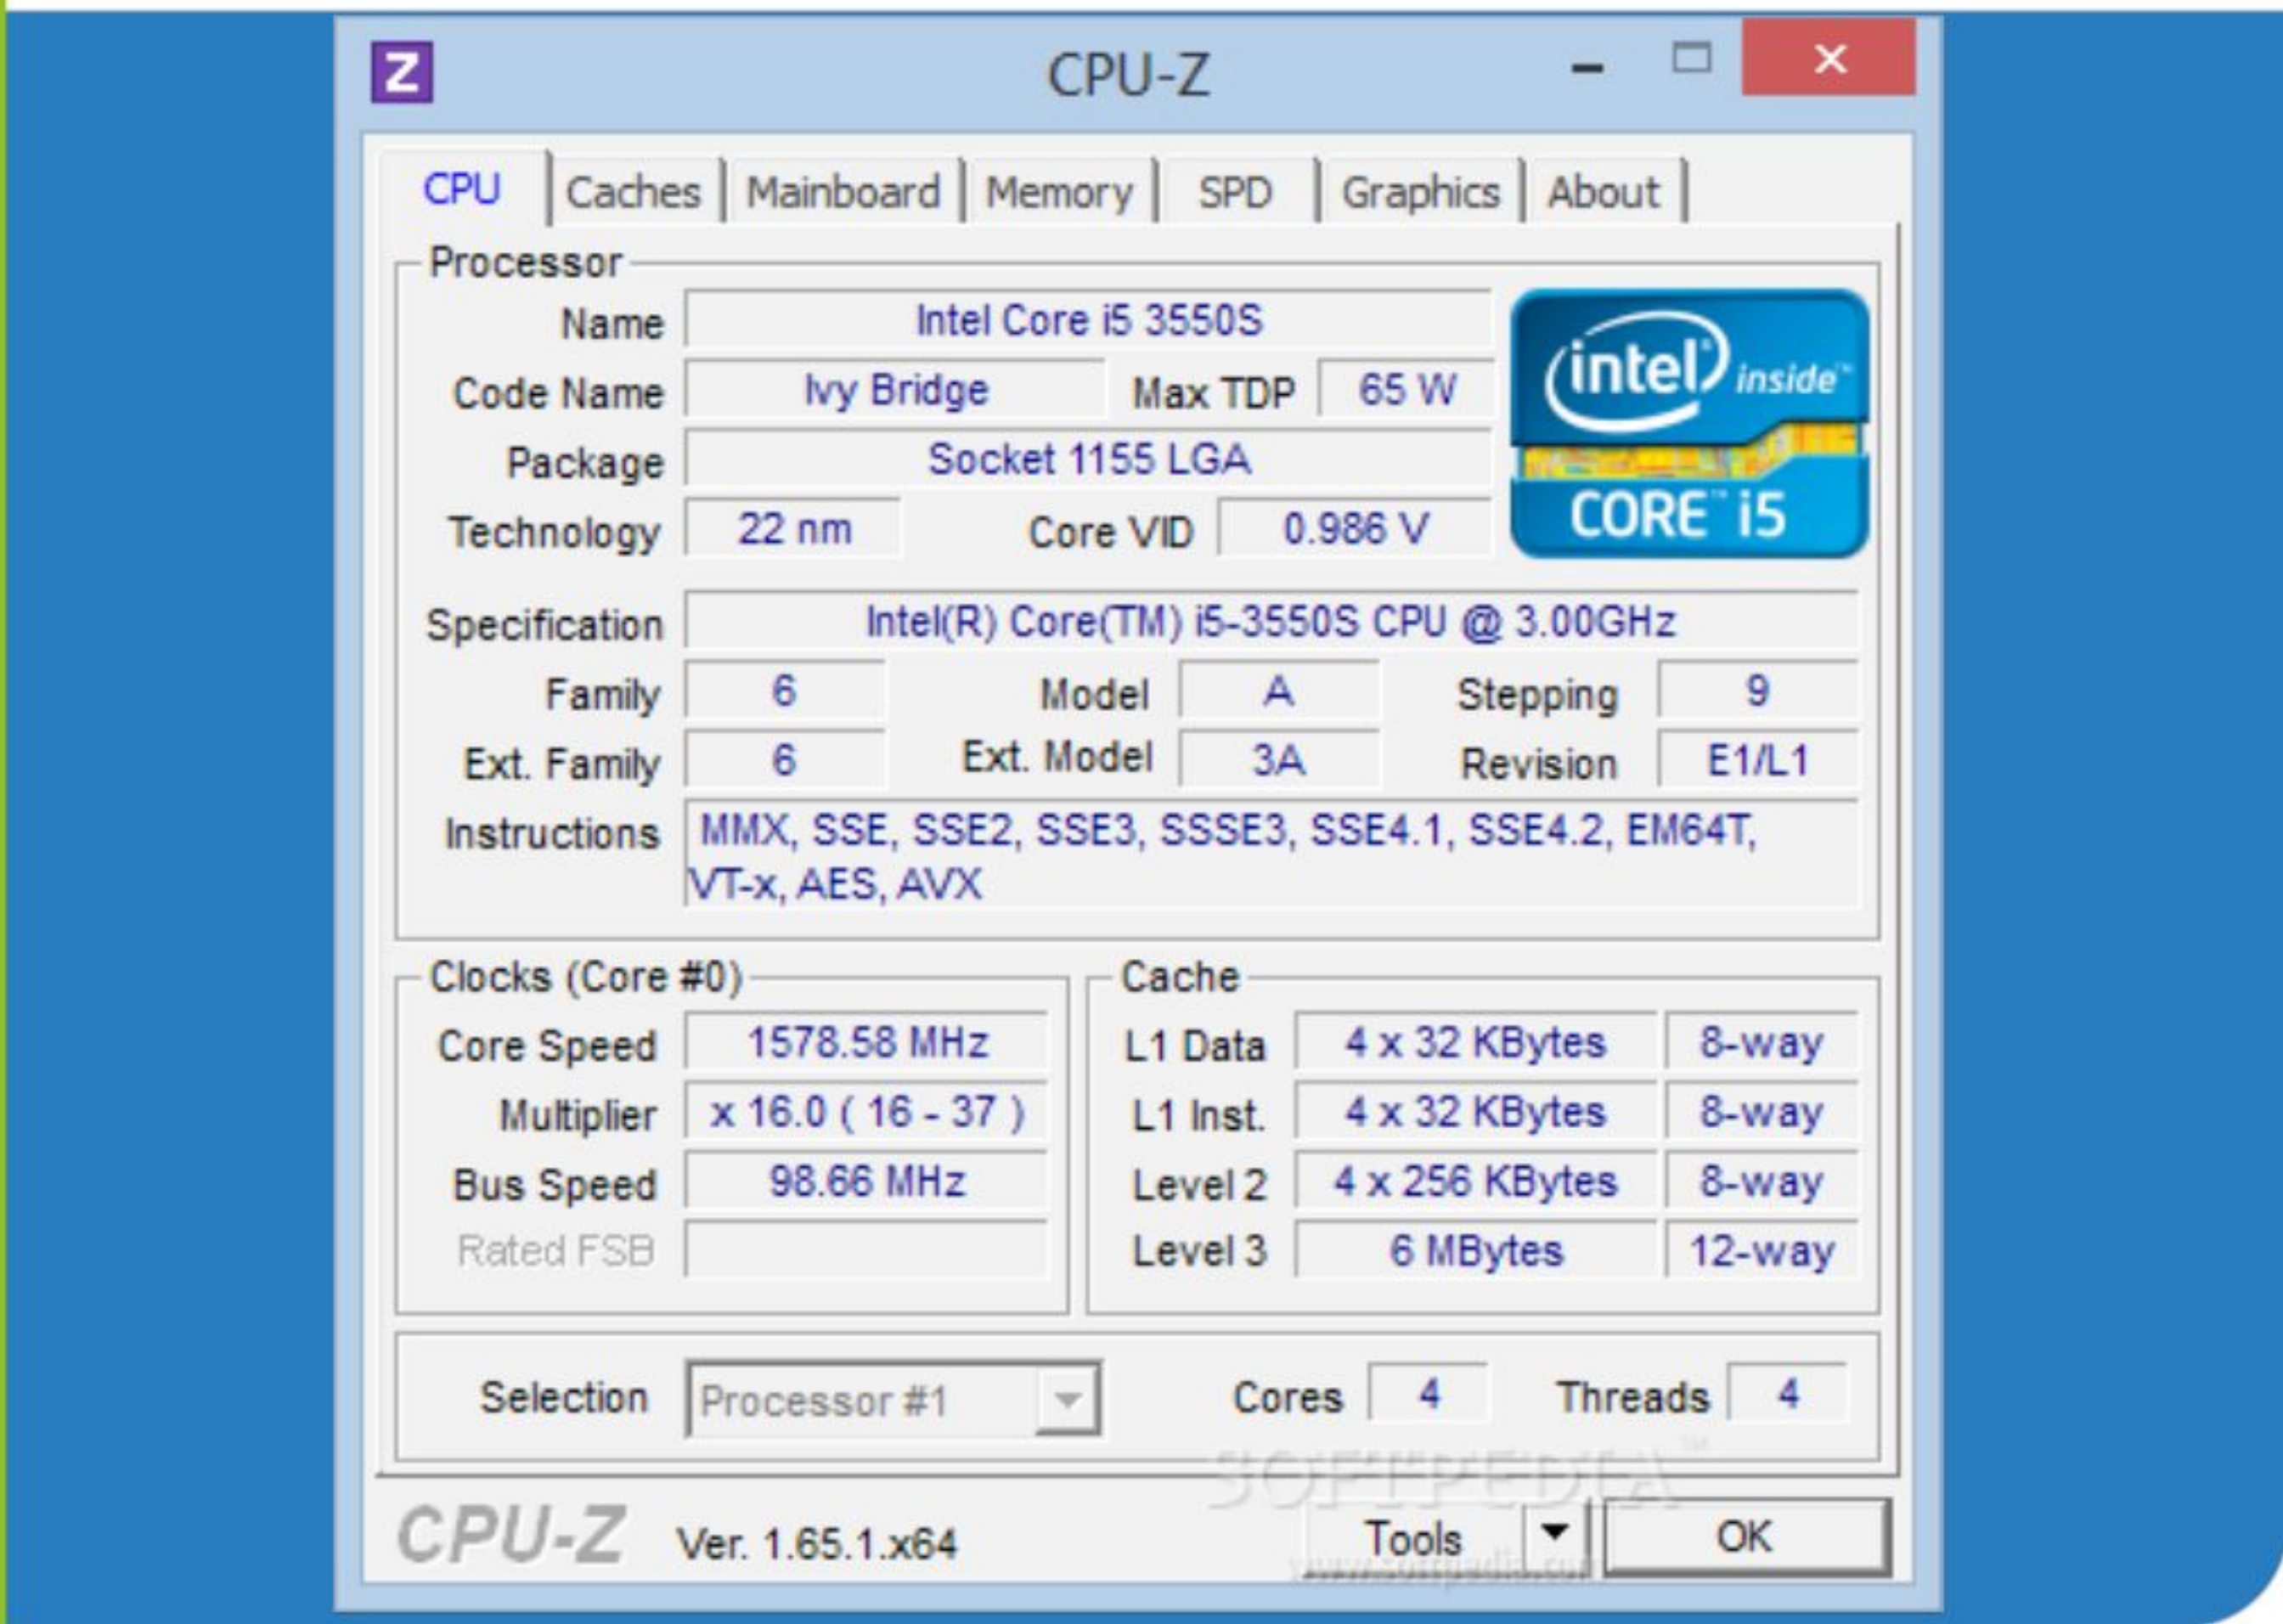 Z CPU-Z
CPU Caches Mainboard Memory SPD Graphics About
Processor
Name Intel Core i5 3550S
Code Name Ivy Bridge Max TDP 65 W
Package Socket 1155 LGA
Technology 22 nm Core VID 0.986 V
intel inside™
CORE™ i5
Specification Intel(R) Core(TM) i5-3550S CPU @ 3.00GHz
Family 6 Model A Stepping 9
Ext. Family 6 Ext. Model 3A Revision E1/L1
Instructions MMX, SSE, SSE2, SSE3, SSSE3, SSE4.1, SSE4.2, EM64T,
VT-x, AES, AVX
Clocks (Core #0)
Core Speed 1578.58 MHz
Multiplier x 16.0 ( 16 - 37 )
Bus Speed 98.66 MHz
Rated FSB
Cache
L1 Data 4 x 32 KBytes 8-way
L1 Inst. 4 x 32 KBytes 8-way
Level 2 4 x 256 KBytes 8-way
Level 3 6 MBytes 12-way
Selection Processor #1 Cores 4 Threads 4
SOFTPEDIA™
CPU-Z Ver. 1.65.1.x64 Tools OK
www.softpedia.com